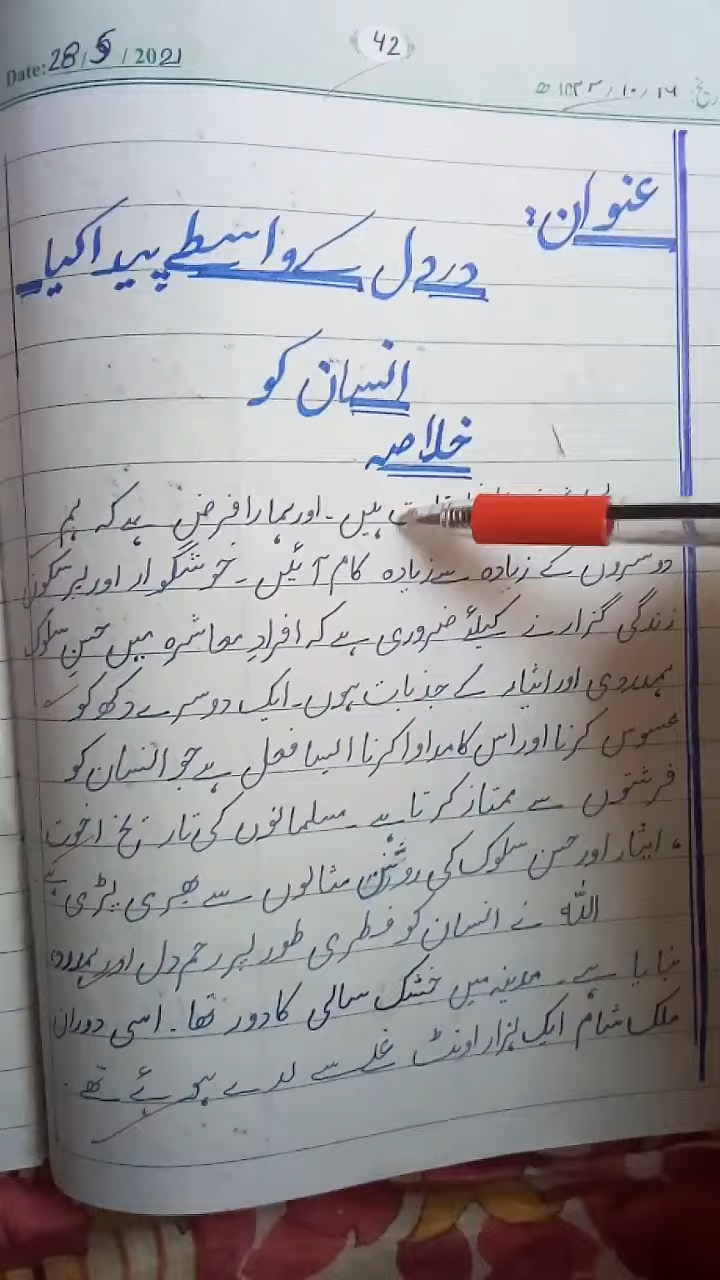 Date: 28/5/2021
42
تاریخ: ۱۶/۱۰/۱۴۴۲ھ
عنوان:
درد دل کے واسطے پیدا کیا
انسان کو
خلاصہ
ہیں۔ اور ہمارا فرض ہے کہ ہم
دوسروں کے زیادہ سے زیادہ کام آئیں۔ خوشگوار اور پرسکون
زندگی گزارنے کیلئے ضروری ہے کہ افرادِ معاشرہ میں حسنِ سلوک
ہمدردی اور ایثار کے جذبات ہوں۔ ایک دوسرے دکھ کو
محسوس کرنا اور اس کا مداوا کرنا ایسا فعل ہے جو انسان کو
فرشتوں سے ممتاز کرتا ہے۔ مسلمانوں کی تاریخ اخوت
، ایثار اور حسن سلوک کی روشن مثالوں سے بھری پڑی ہے
اللہ نے انسان کو فطری طور پر رحم دل اور ہمدرد
بنایا ہے۔ مدینہ میں خشک سالی کا دور تھا۔ اسی دوران
ملک شام ایک ہزار اونٹ غلے سے لدے ہوئے تھے۔